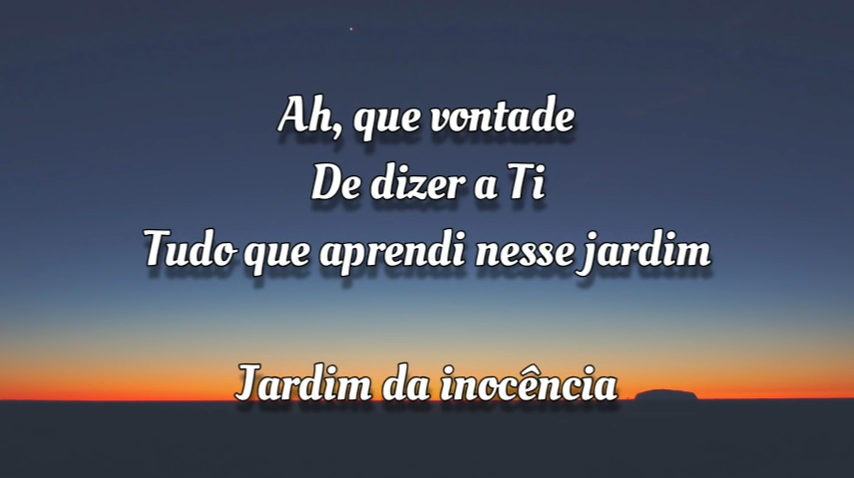 Ah, que vontade
De dizer a Ti
Tudo que aprendi nesse jardim
Jardim da inocência